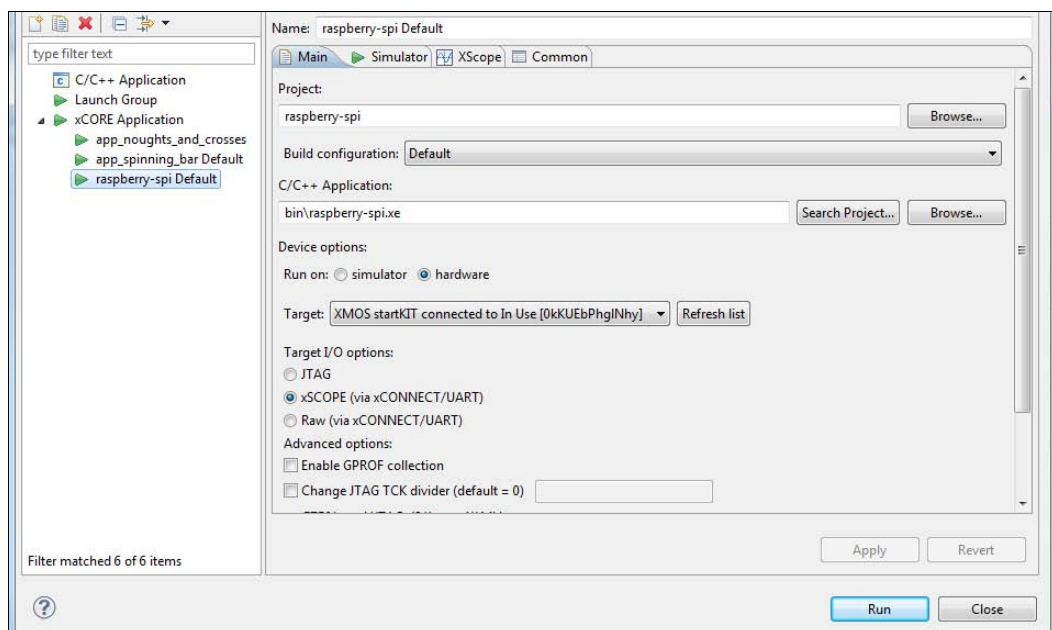 Name: raspberry-spi Default
type filter text
C/C++ Application
Launch Group
xCORE Application
app_noughts_and_crosses
app_spinning_bar Default
raspberry-spi Default
Filter matched 6 of 6 items
Main Simulator XScope Common
Project:
raspberry-spi Browse...
Build configuration: Default
C/C++ Application:
bin\raspberry-spi.xe Search Project... Browse...
Device options:
Run on: simulator hardware
Target: XMOS startKIT connected to In Use [0kKUEbPhglNhy] Refresh list
Target I/O options:
JTAG
xSCOPE (via xCONNECT/UART)
Raw (via xCONNECT/UART)
Advanced options:
Enable GPROF collection
Change JTAG TCK divider (default = 0)
Apply Revert
Run Close